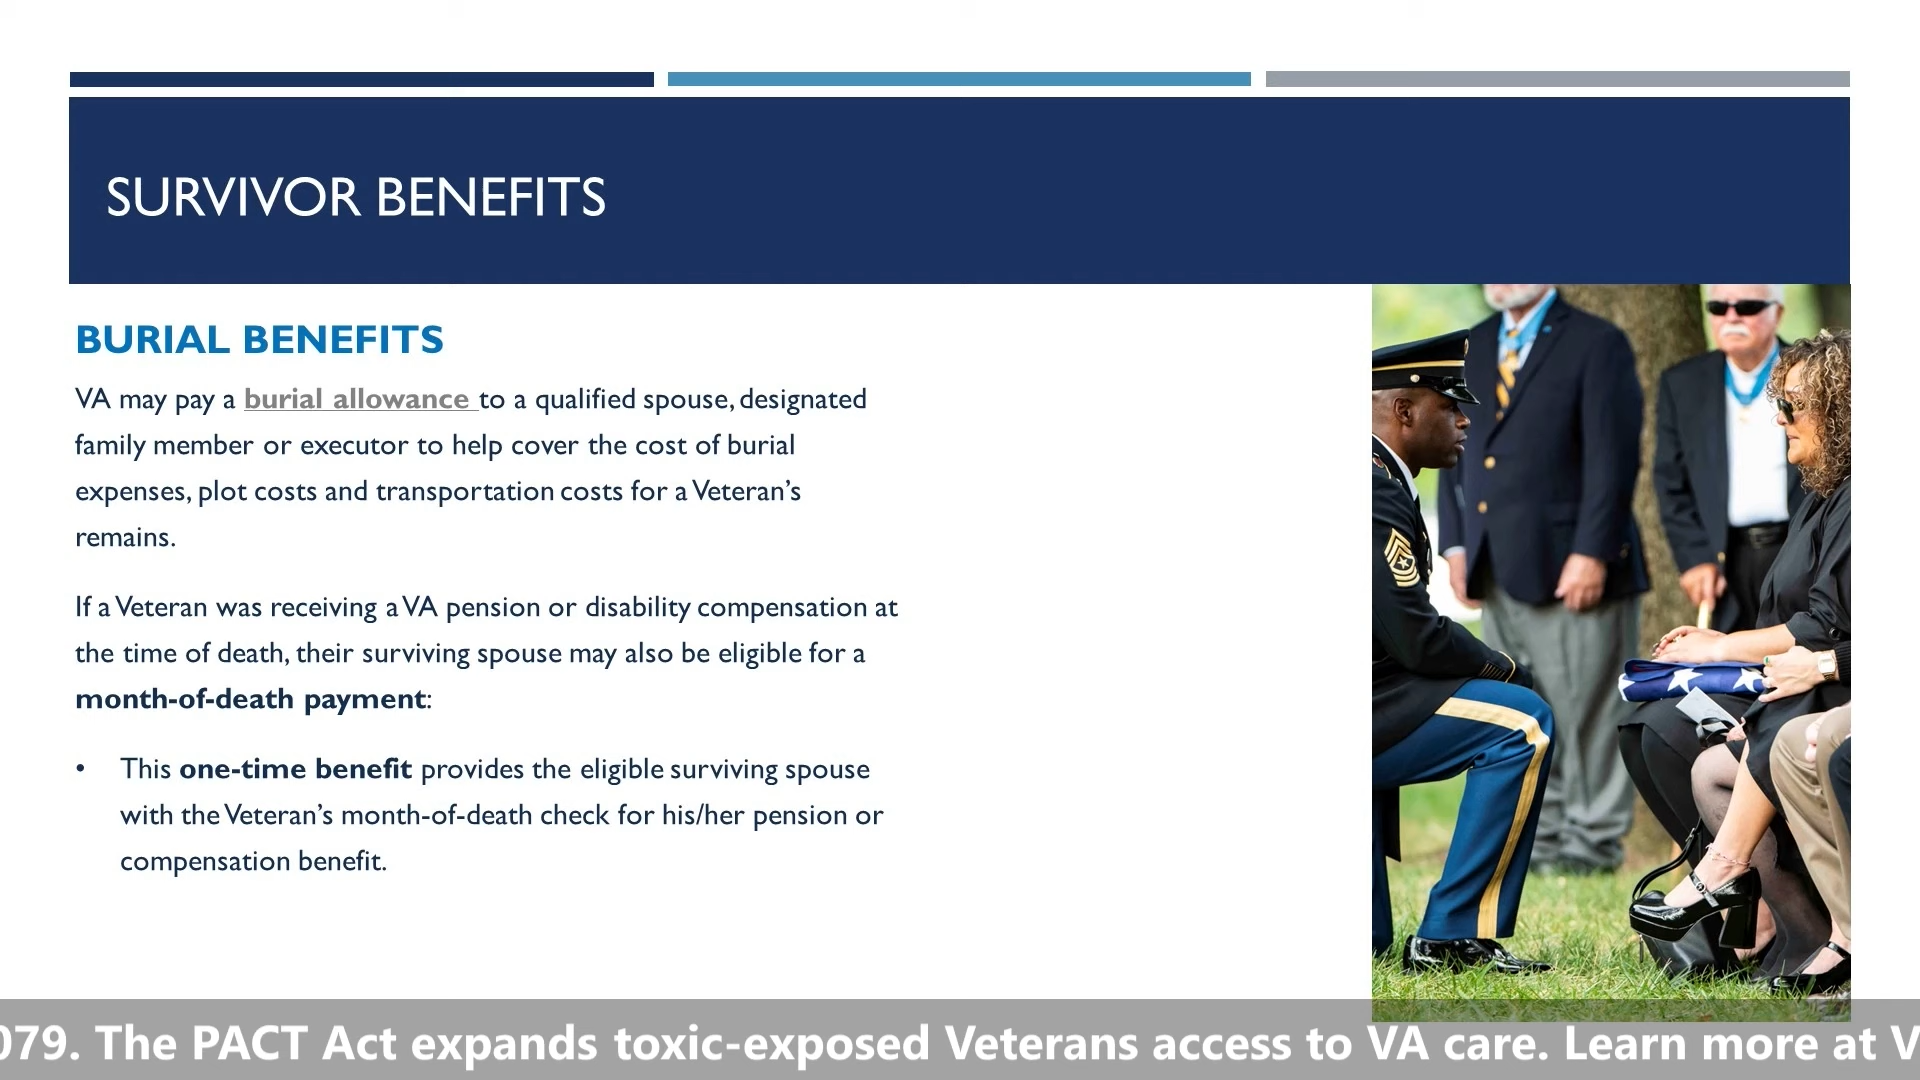 SURVIVOR BENEFITS
BURIAL BENEFITS
VA may pay a burial allowance to a qualified spouse, designated
family member or executor to help cover the cost of burial
expenses, plot costs and transportation costs for a Veteran’s
remains.
If a Veteran was receiving a VA pension or disability compensation at
the time of death, their surviving spouse may also be eligible for a
month-of-death payment:
• This one-time benefit provides the eligible surviving spouse
with the Veteran’s month-of-death check for his/her pension or
compensation benefit.
079. The PACT Act expands toxic-exposed Veterans access to VA care. Learn more at V